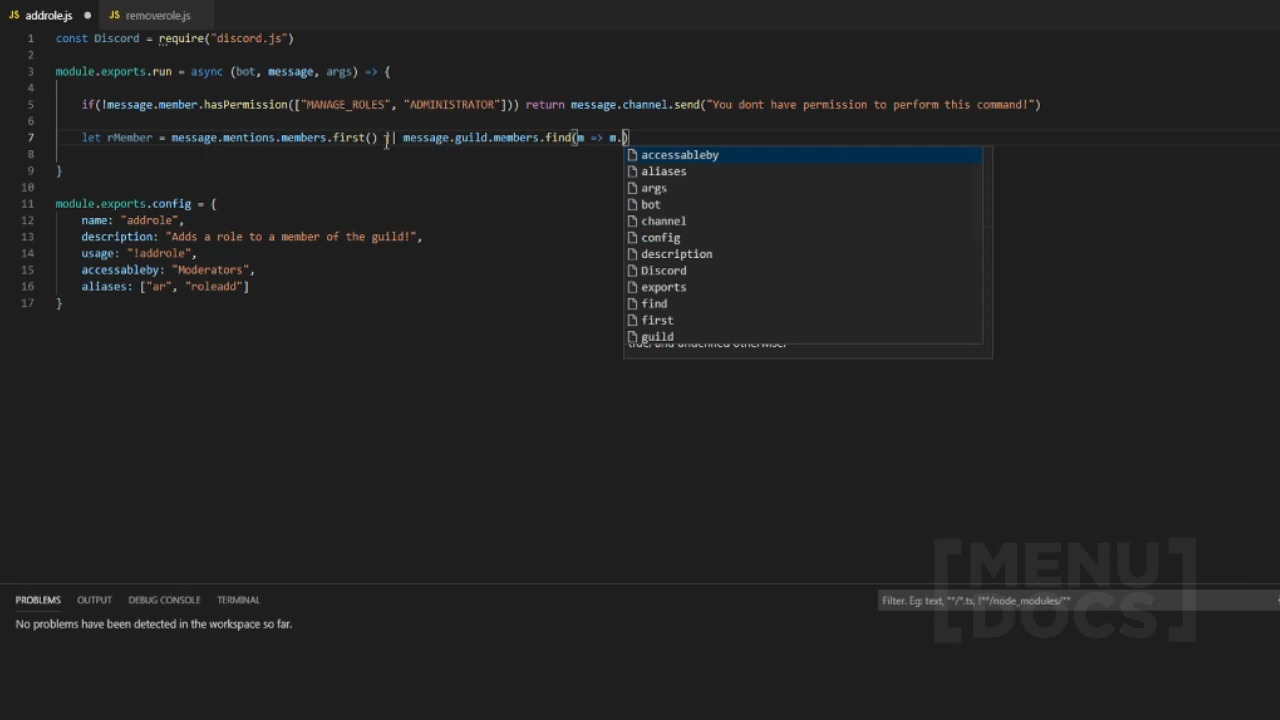 JS addrole.js ● JS removerole.js
1 const Discord = require("discord.js")
2
3 module.exports.run = async (bot, message, args) => {
4
5 if(!message.member.hasPermission(["MANAGE_ROLES", "ADMINISTRATOR"])) return message.channel.send("You dont have permission to perform this command!")
6
7 let rMember = message.mentions.members.first() || message.guild.members.find(m => m.)
accessableby
8
aliases
9 }
args
10
bot
11 module.exports.config = {
channel
12 name: "addrole",
config
13 description: "Adds a role to a member of the guild!",
description
14 usage: "!addrole",
Discord
15 accessableby: "Moderators",
exports
16 aliases: ["ar", "roleadd"]
find
17 }
first
guild
true, and undefined otherwise
[MENU DOCS]
PROBLEMS OUTPUT DEBUG CONSOLE TERMINAL Filter. Eg: text, **/*.ts, !**/node_modules/**
No problems have been detected in the workspace so far.